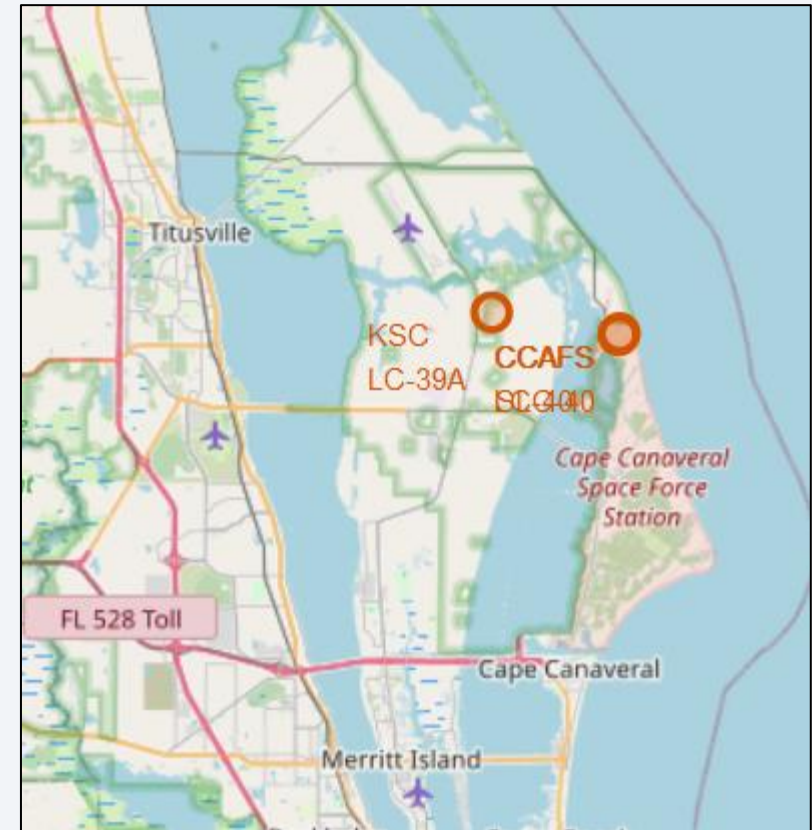 Titusville
KSC
LC-39A
CCAFS
Cape Canaveral
Space Force
Station
FL 528 Toll
Cape Canaveral
Merritt Island